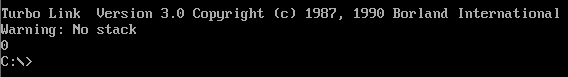 Turbo Link  Version 3.0 Copyright (c) 1987, 1990 Borland International
Warning: No stack
0
C:\>